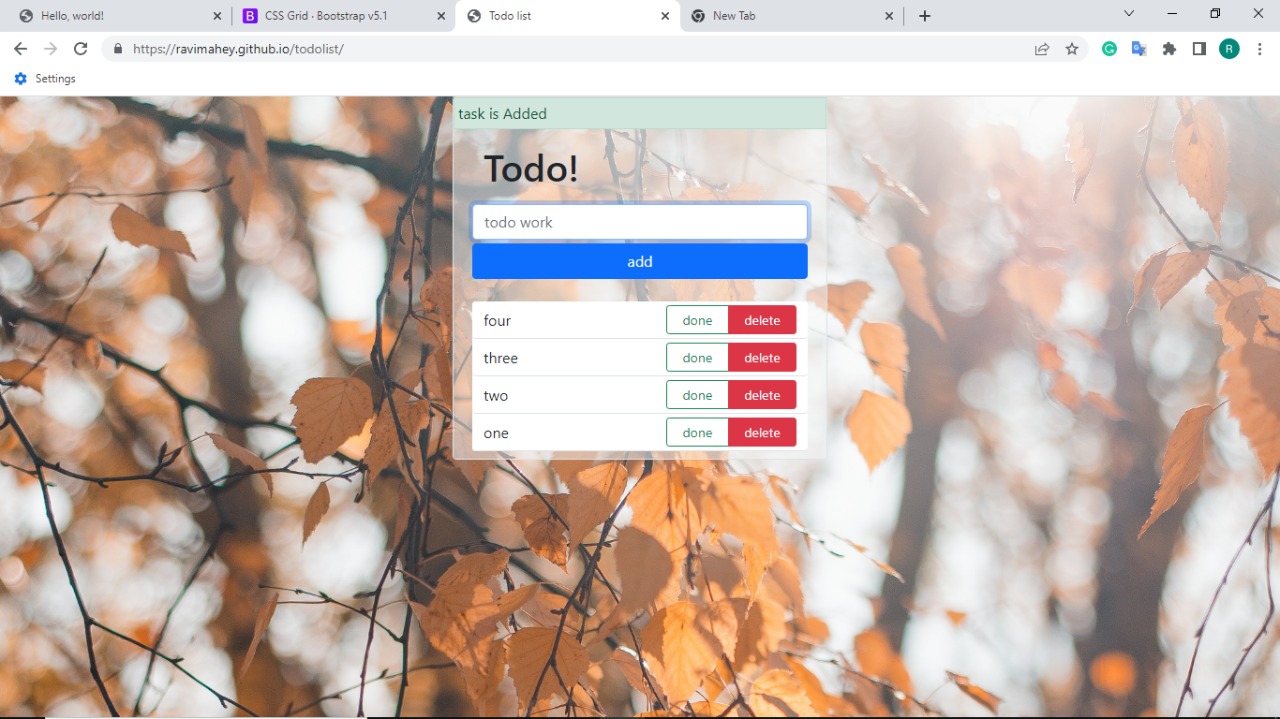 Hello, world!
B CSS Grid · Bootstrap v5.1
Todo list
New Tab
https://ravimahey.github.io/todolist/
R
Settings
task is Added
Todo!
todo work
add
four done delete
three done delete
two done delete
one done delete